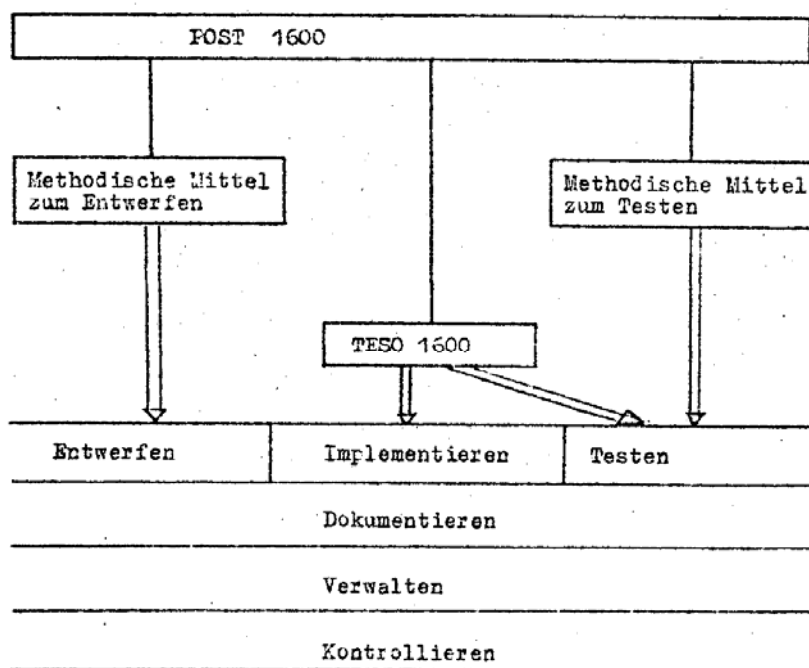 POST 1600
Methodische Mittel
zum Entwerfen
Methodische Mittel
zum Testen
TESO 1600
Entwerfen
Implementieren
Testen
Dokumentieren
Verwalten
Kontrollieren